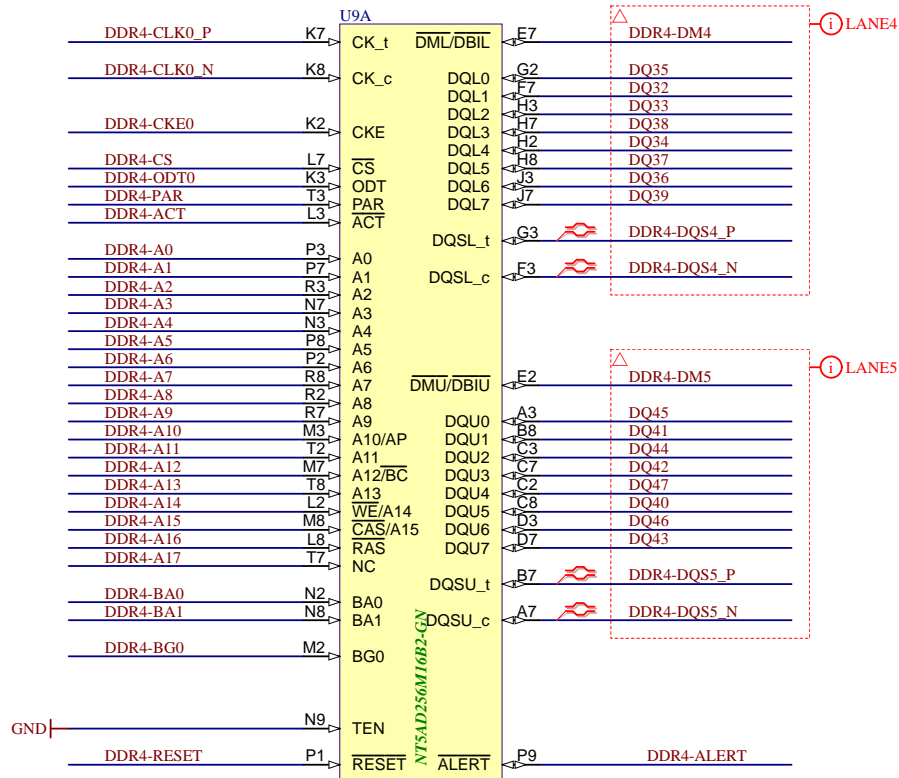 U9A
DDR4-CLK0_P K7 CK_t DML/DBIL E7 DDR4-DM4 LANE4
DDR4-CLK0_N K8 CK_c DQL0 G2 DQ35
DQL1 F7 DQ32
DQL2 H3 DQ33
DDR4-CKE0 K2 CKE DQL3 H7 DQ38
DQL4 H2 DQ34
DDR4-CS L7 CS DQL5 H8 DQ37
DDR4-ODT0 K3 ODT DQL6 J3 DQ36
DDR4-PAR T3 PAR DQL7 J7 DQ39
DDR4-ACT L3 ACT
DQSL_t G3 DDR4-DQS4_P
DDR4-A0 P3 A0
DDR4-A1 P7 A1 DQSL_c F3 DDR4-DQS4_N
DDR4-A2 R3 A2
DDR4-A3 N7 A3
DDR4-A4 N3 A4
DDR4-A5 P8 A5
DDR4-A6 P2 A6 LANE5
DDR4-A7 R8 A7 DMU/DBIU E2 DDR4-DM5
DDR4-A8 R2 A8
DDR4-A9 R7 A9 DQU0 A3 DQ45
DDR4-A10 M3 A10/AP DQU1 B8 DQ41
DDR4-A11 T2 A11 DQU2 C3 DQ44
DDR4-A12 M7 A12/BC DQU3 C7 DQ42
DDR4-A13 T8 A13 DQU4 C2 DQ47
DDR4-A14 L2 WE/A14 DQU5 C8 DQ40
DDR4-A15 M8 CAS/A15 DQU6 D3 DQ46
DDR4-A16 L8 RAS DQU7 D7 DQ43
DDR4-A17 T7 NC
DQSU_t B7 DDR4-DQS5_P
DDR4-BA0 N2 BA0
DDR4-BA1 N8 BA1 DQSU_c A7 DDR4-DQS5_N
DDR4-BG0 M2 BG0
NT5AD256M16B2-GN
GND N9 TEN
DDR4-RESET P1 RESET ALERT P9 DDR4-ALERT